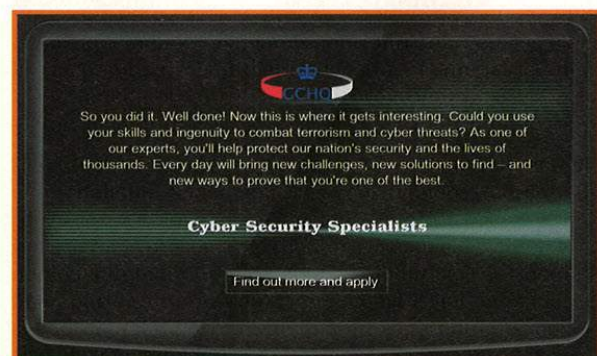 GCHQ
So you did it. Well done! Now this is where it gets interesting. Could you use
your skills and ingenuity to combat terrorism and cyber threats? As one of
our experts, you'll help protect our nation's security and the lives of
thousands. Every day will bring new challenges, new solutions to find – and
new ways to prove that you're one of the best.
Cyber Security Specialists
Find out more and apply